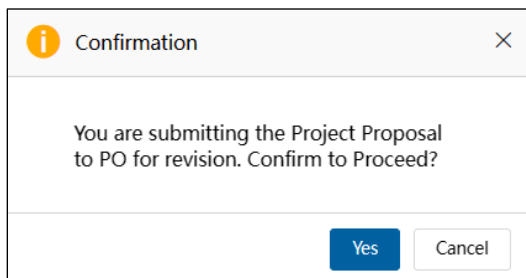 Confirmation
You are submitting the Project Proposal
to PO for revision. Confirm to Proceed?
Yes
Cancel